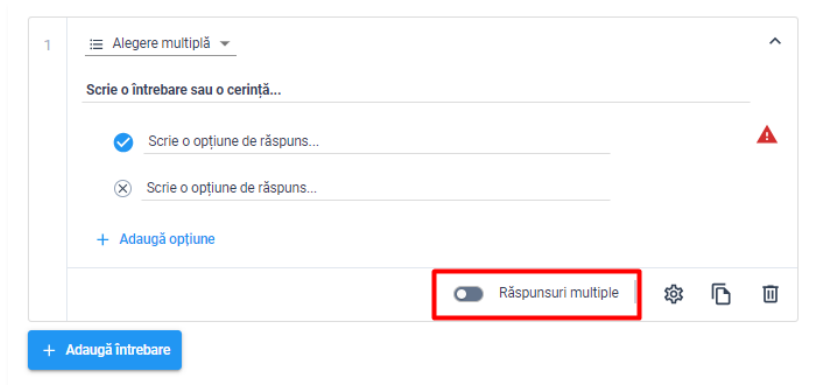 1 Alegere multiplă
Scrie o întrebare sau o cerință...
Scrie o opțiune de răspuns...
Scrie o opțiune de răspuns...
+ Adaugă opțiune
Răspunsuri multiple
+ Adaugă întrebare